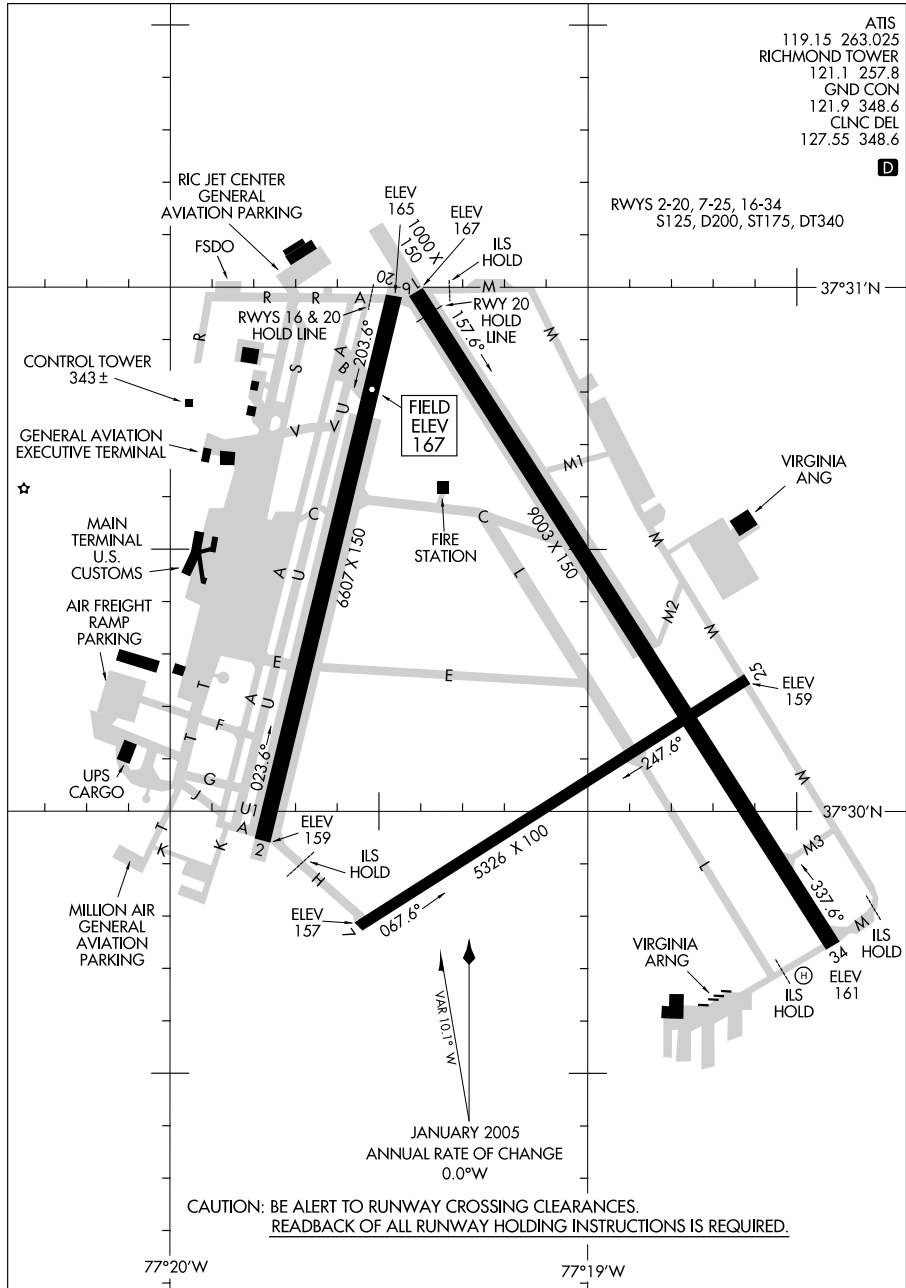 ATIS
119.15 263.025
RICHMOND TOWER
121.1 257.8
GND CON
121.9 348.6
CLNC DEL
127.55 348.6
D
RWYS 2-20, 7-25, 16-34
S125, D200, ST175, DT340
RIC JET CENTER
GENERAL
AVIATION PARKING
FSDO
ELEV
165
1000 X
150
ELEV
167
ILS
HOLD
20
16
R
R
A
M
37°31'N
RWYS 16 & 20
HOLD LINE
RWY 20
HOLD
LINE
R
203.6°
157.6°
M
M
CONTROL TOWER
343 ±
S
A
B
U
V
V
FIELD
ELEV
167
GENERAL AVIATION
EXECUTIVE TERMINAL
M1
VIRGINIA
ANG
C
C
FIRE
STATION
9003 X 150
MAIN
TERMINAL
U.S.
CUSTOMS
M
6607 X 150
A
U
L
AIR FREIGHT
RAMP
PARKING
M2
M
E
E
25
T
A
U
ELEV
159
F
T
023.6°
247.6°
UPS
CARGO
G
J
M
U1
37°30'N
T
K
K
A
2
ELEV
159
ILS
HOLD
5326 X 100
M3
H
L
ELEV
157
7
067.6°
337.6°
MILLION AIR
GENERAL
AVIATION
PARKING
M
ILS
HOLD
34
VIRGINIA
ARNG
H
ILS
HOLD
ELEV
161
VAR 10.1° W
JANUARY 2005
ANNUAL RATE OF CHANGE
0.0°W
CAUTION: BE ALERT TO RUNWAY CROSSING CLEARANCES.
READBACK OF ALL RUNWAY HOLDING INSTRUCTIONS IS REQUIRED.
77°20'W
77°19'W